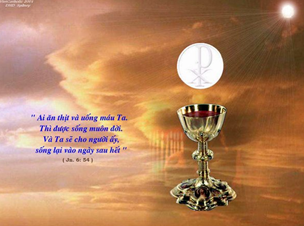 " Ai ăn thịt và uống máu Ta.
Thì được sống muôn đời.
Và Ta sẽ cho người ấy,
sống lại vào ngày sau hết "
( Jn. 6: 54 )